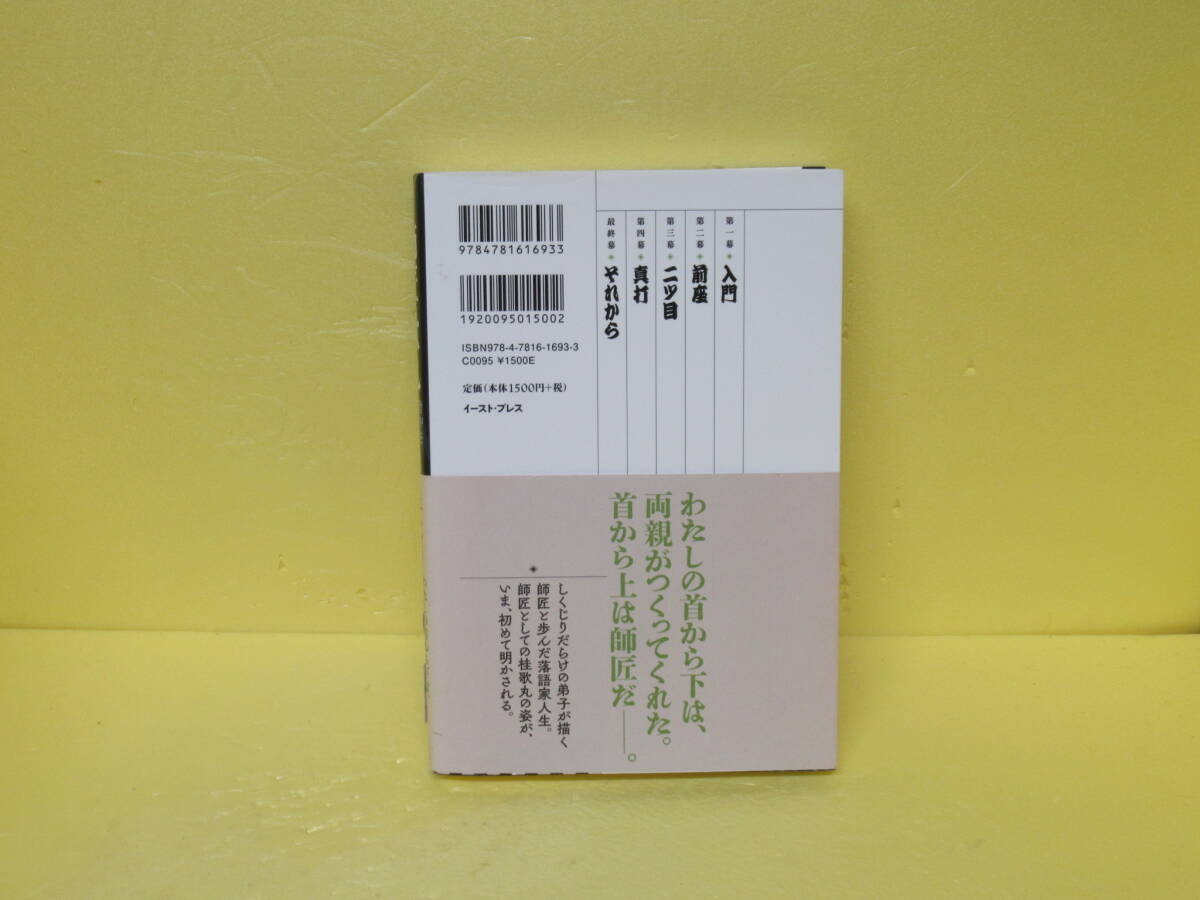 第一幕 入門
第二幕 前座
第三幕 二ツ目
第四幕 真打
最終幕 それから
9784781616933
1920095015002
ISBN978-4-7816-1693-3
C0095 ¥1500E
定価(本体1500円+税)
イースト・プレス
わたしの首から下は、
両親がつくってくれた。
首から上は師匠だ――。
しくじりだらけの弟子が描く
師匠と歩んだ落語家人生。
師匠としての桂歌丸の姿が、
いま、初めて明かされる。